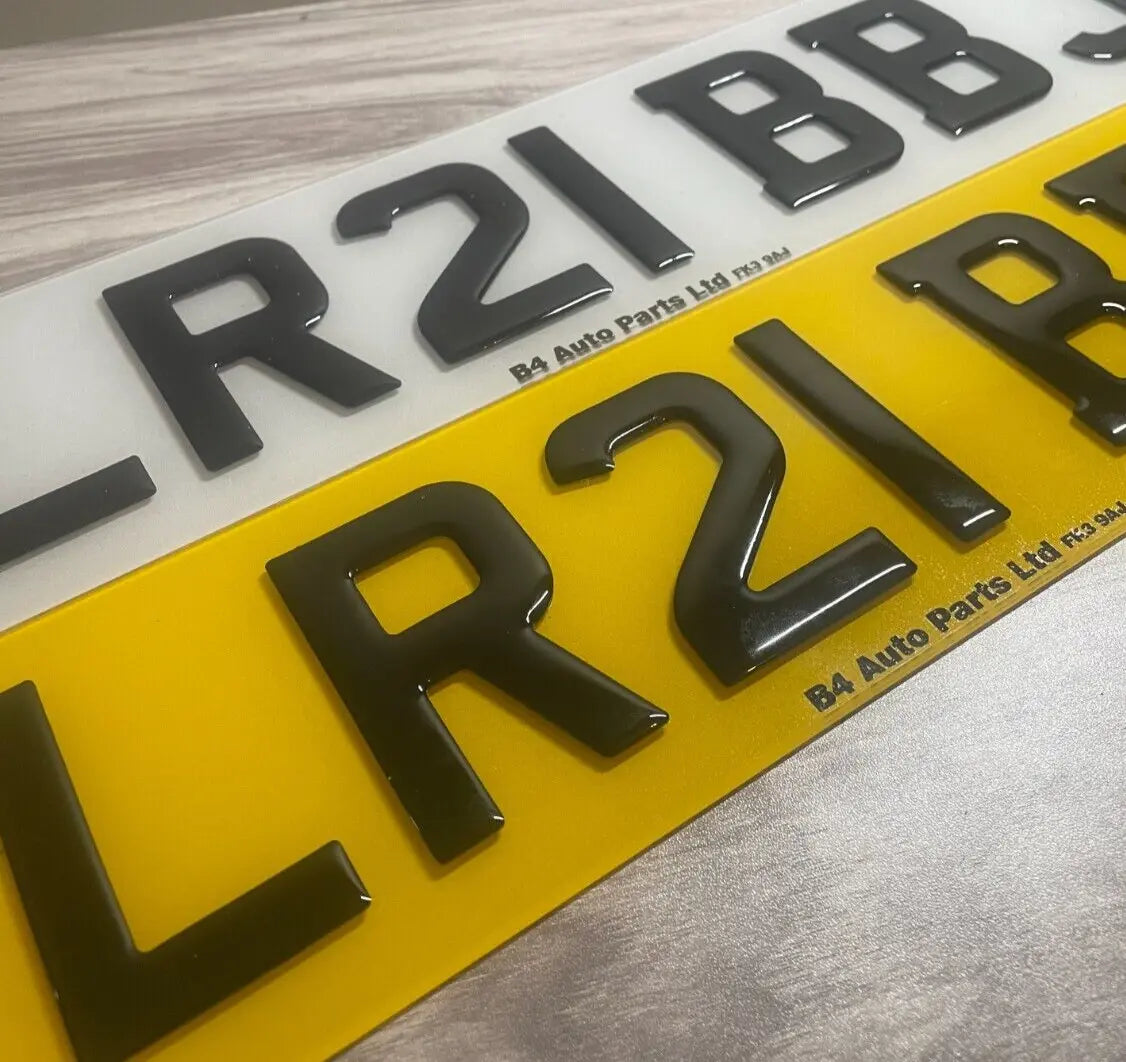 LR21 BB
B4 Auto Parts Ltd FK3 9AJ
LR21 B
B4 Auto Parts Ltd FK3 9AJ